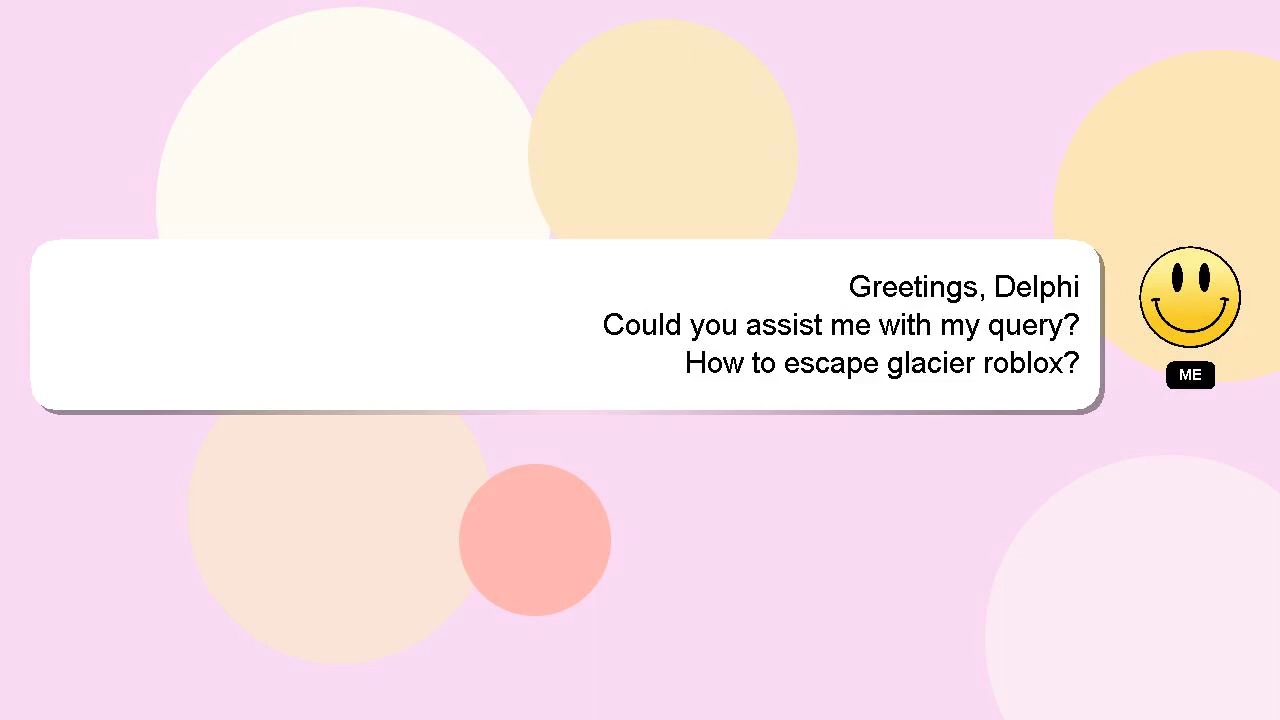 Greetings, Delphi
Could you assist me with my query?
How to escape glacier roblox?
ME